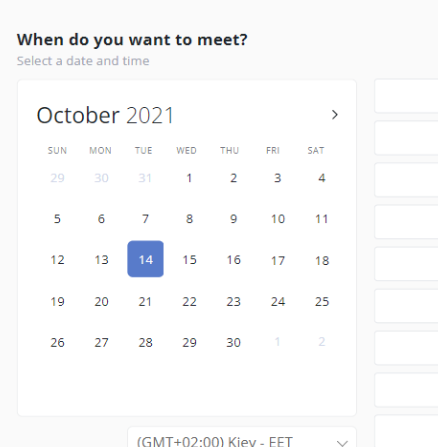 When do you want to meet?
Select a date and time
October 2021
SUN MON TUE WED THU FRI SAT
29 30 31 1 2 3 4
5 6 7 8 9 10 11
12 13 14 15 16 17 18
19 20 21 22 23 24 25
26 27 28 29 30 1 2
(GMT+02:00) Kiev - EET